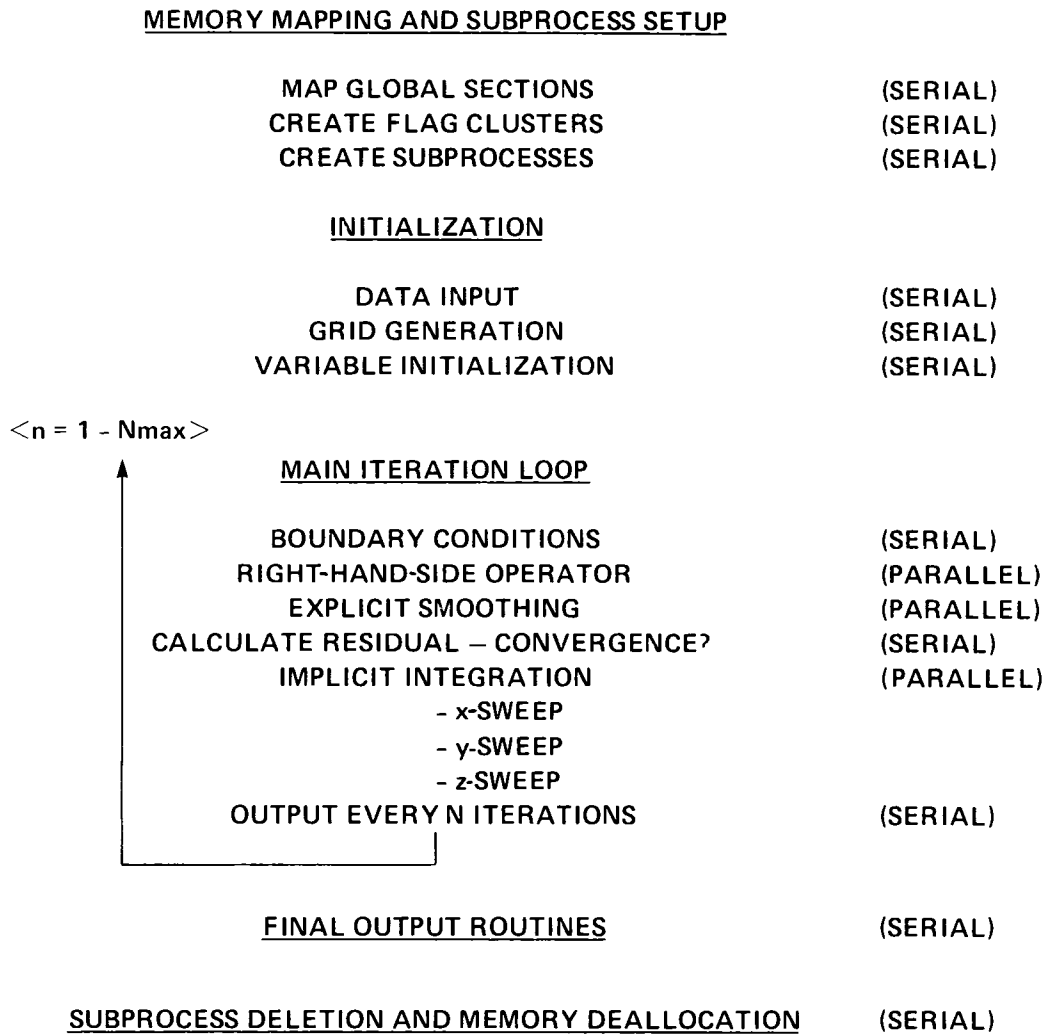 MEMORY MAPPING AND SUBPROCESS SETUP
MAP GLOBAL SECTIONS (SERIAL)
CREATE FLAG CLUSTERS (SERIAL)
CREATE SUBPROCESSES (SERIAL)
INITIALIZATION
DATA INPUT (SERIAL)
GRID GENERATION (SERIAL)
VARIABLE INITIALIZATION (SERIAL)
<n = 1 - Nmax>
MAIN ITERATION LOOP
BOUNDARY CONDITIONS (SERIAL)
RIGHT-HAND-SIDE OPERATOR (PARALLEL)
EXPLICIT SMOOTHING (PARALLEL)
CALCULATE RESIDUAL – CONVERGENCE? (SERIAL)
IMPLICIT INTEGRATION (PARALLEL)
- x-SWEEP
- y-SWEEP
- z-SWEEP
OUTPUT EVERY N ITERATIONS (SERIAL)
FINAL OUTPUT ROUTINES (SERIAL)
SUBPROCESS DELETION AND MEMORY DEALLOCATION (SERIAL)